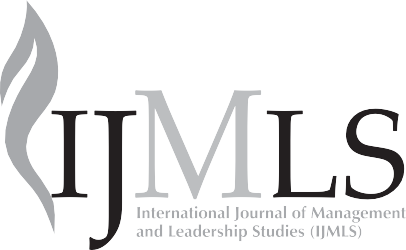 IJMLS
International Journal of Management
and Leadership Studies (IJMLS)